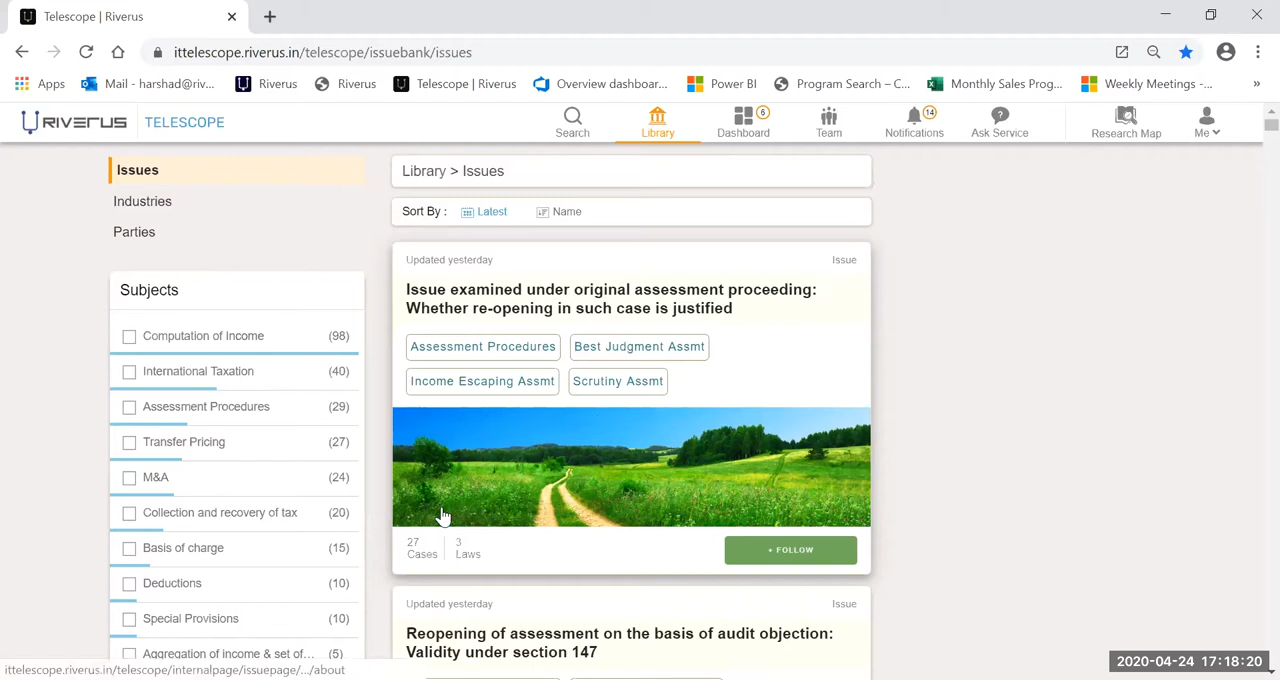 Telescope | Riverus
ittelescope.riverus.in/telescope/issuebank/issues
Apps Mail - harshad@riv... Riverus Riverus Telescope | Riverus Overview dashboar... Power BI Program Search – C... Monthly Sales Prog... Weekly Meetings -... »
RIVERUS TELESCOPE Search Library Dashboard 6 Team Notifications 14 Ask Service Research Map Me
Issues
Industries
Parties
Subjects
Computation of Income (98)
International Taxation (40)
Assessment Procedures (29)
Transfer Pricing (27)
M&A (24)
Collection and recovery of tax (20)
Basis of charge (15)
Deductions (10)
Special Provisions (10)
Aggregation of income & set of... (5)
Library > Issues
Sort By : Latest Name
Updated yesterday Issue
Issue examined under original assessment proceeding:
Whether re-opening in such case is justified
Assessment Procedures Best Judgment Assmt
Income Escaping Assmt Scrutiny Assmt
27 3
Cases Laws
+ FOLLOW
Updated yesterday Issue
Reopening of assessment on the basis of audit objection:
Validity under section 147
ittelescope.riverus.in/telescope/internalpage/issuepage/.../about
2020-04-24 17:18:20